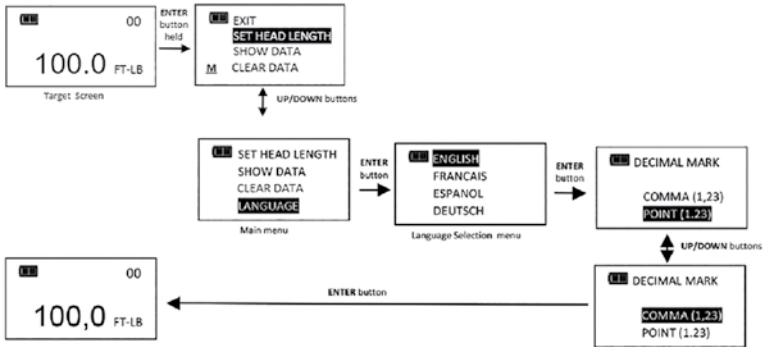 00
100.0 FT-LB
Target Screen
ENTER
button
held
EXIT
SET HEAD LENGTH
SHOW DATA
M CLEAR DATA
UP/DOWN buttons
SET HEAD LENGTH
SHOW DATA
CLEAR DATA
LANGUAGE
Main menu
ENTER
button
ENGLISH
FRANCAIS
ESPANOL
DEUTSCH
Language Selection menu
ENTER
button
DECIMAL MARK
COMMA (1,23)
POINT (1.23)
UP/DOWN buttons
DECIMAL MARK
COMMA (1,23)
POINT (1.23)
ENTER button
00
100,0 FT-LB